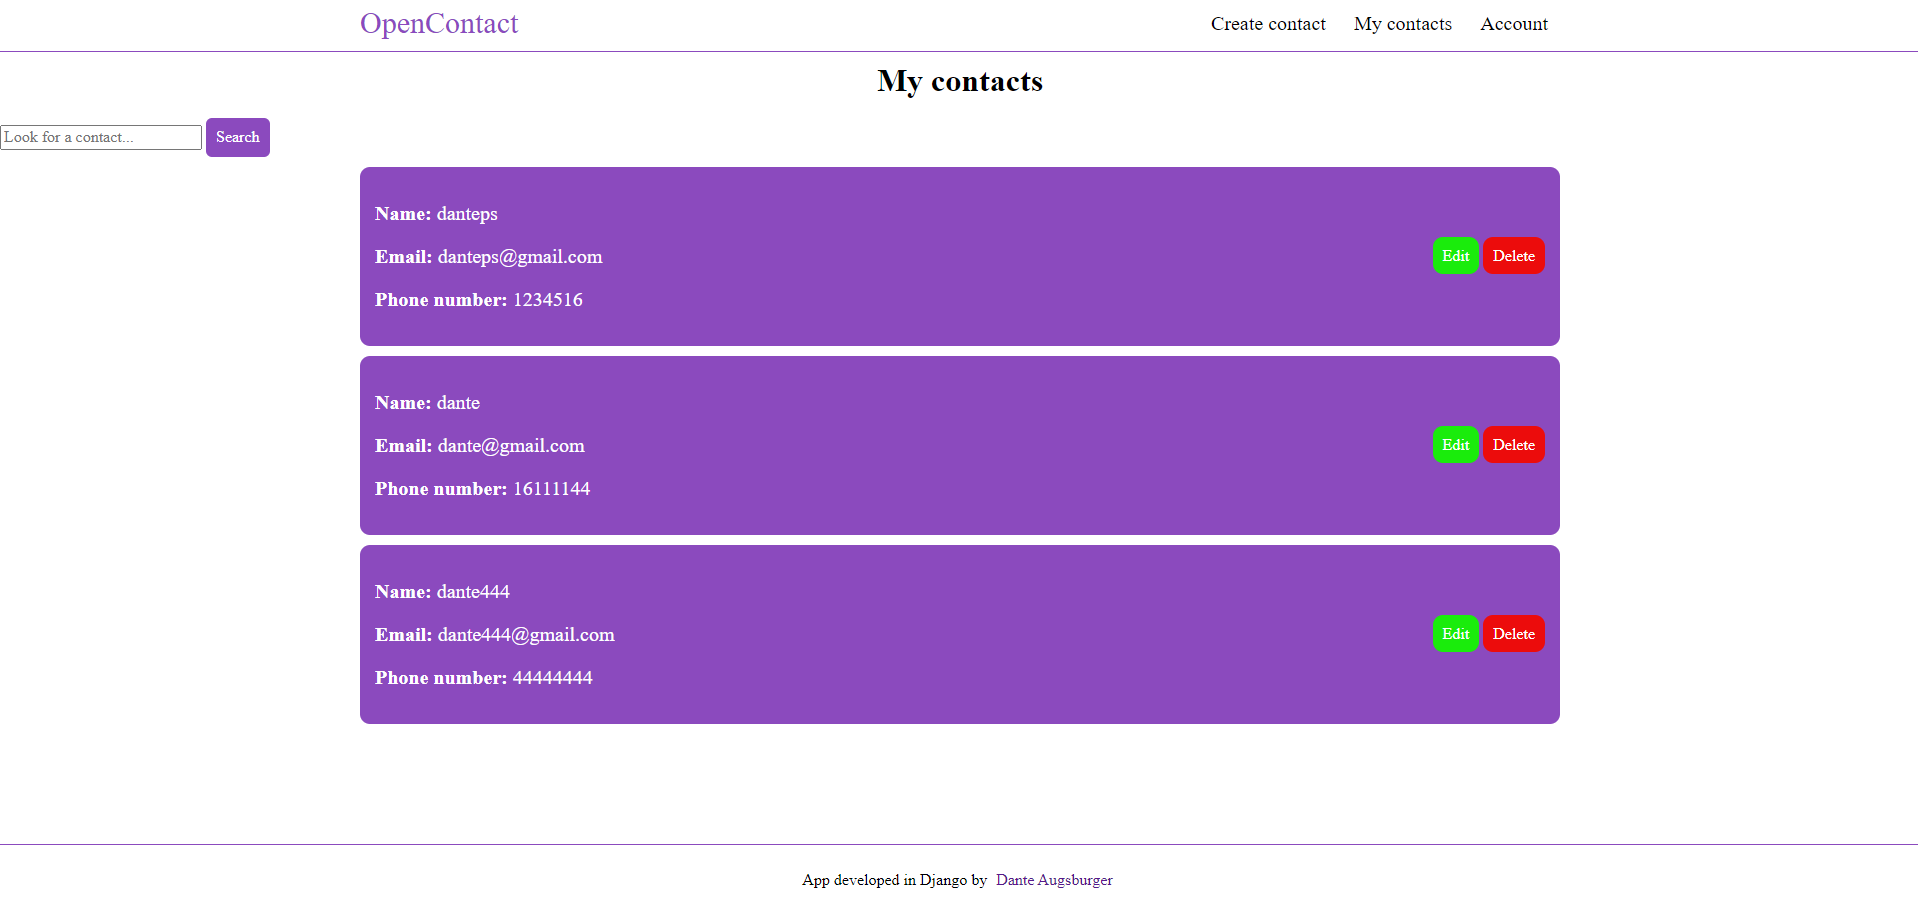 OpenContact
Create contact
My contacts
Account
My contacts
Look for a contact...
Search
Name: danteps
Email: danteps@gmail.com
Phone number: 1234516
Edit
Delete
Name: dante
Email: dante@gmail.com
Phone number: 16111144
Edit
Delete
Name: dante444
Email: dante444@gmail.com
Phone number: 44444444
Edit
Delete
App developed in Django by Dante Augsburger